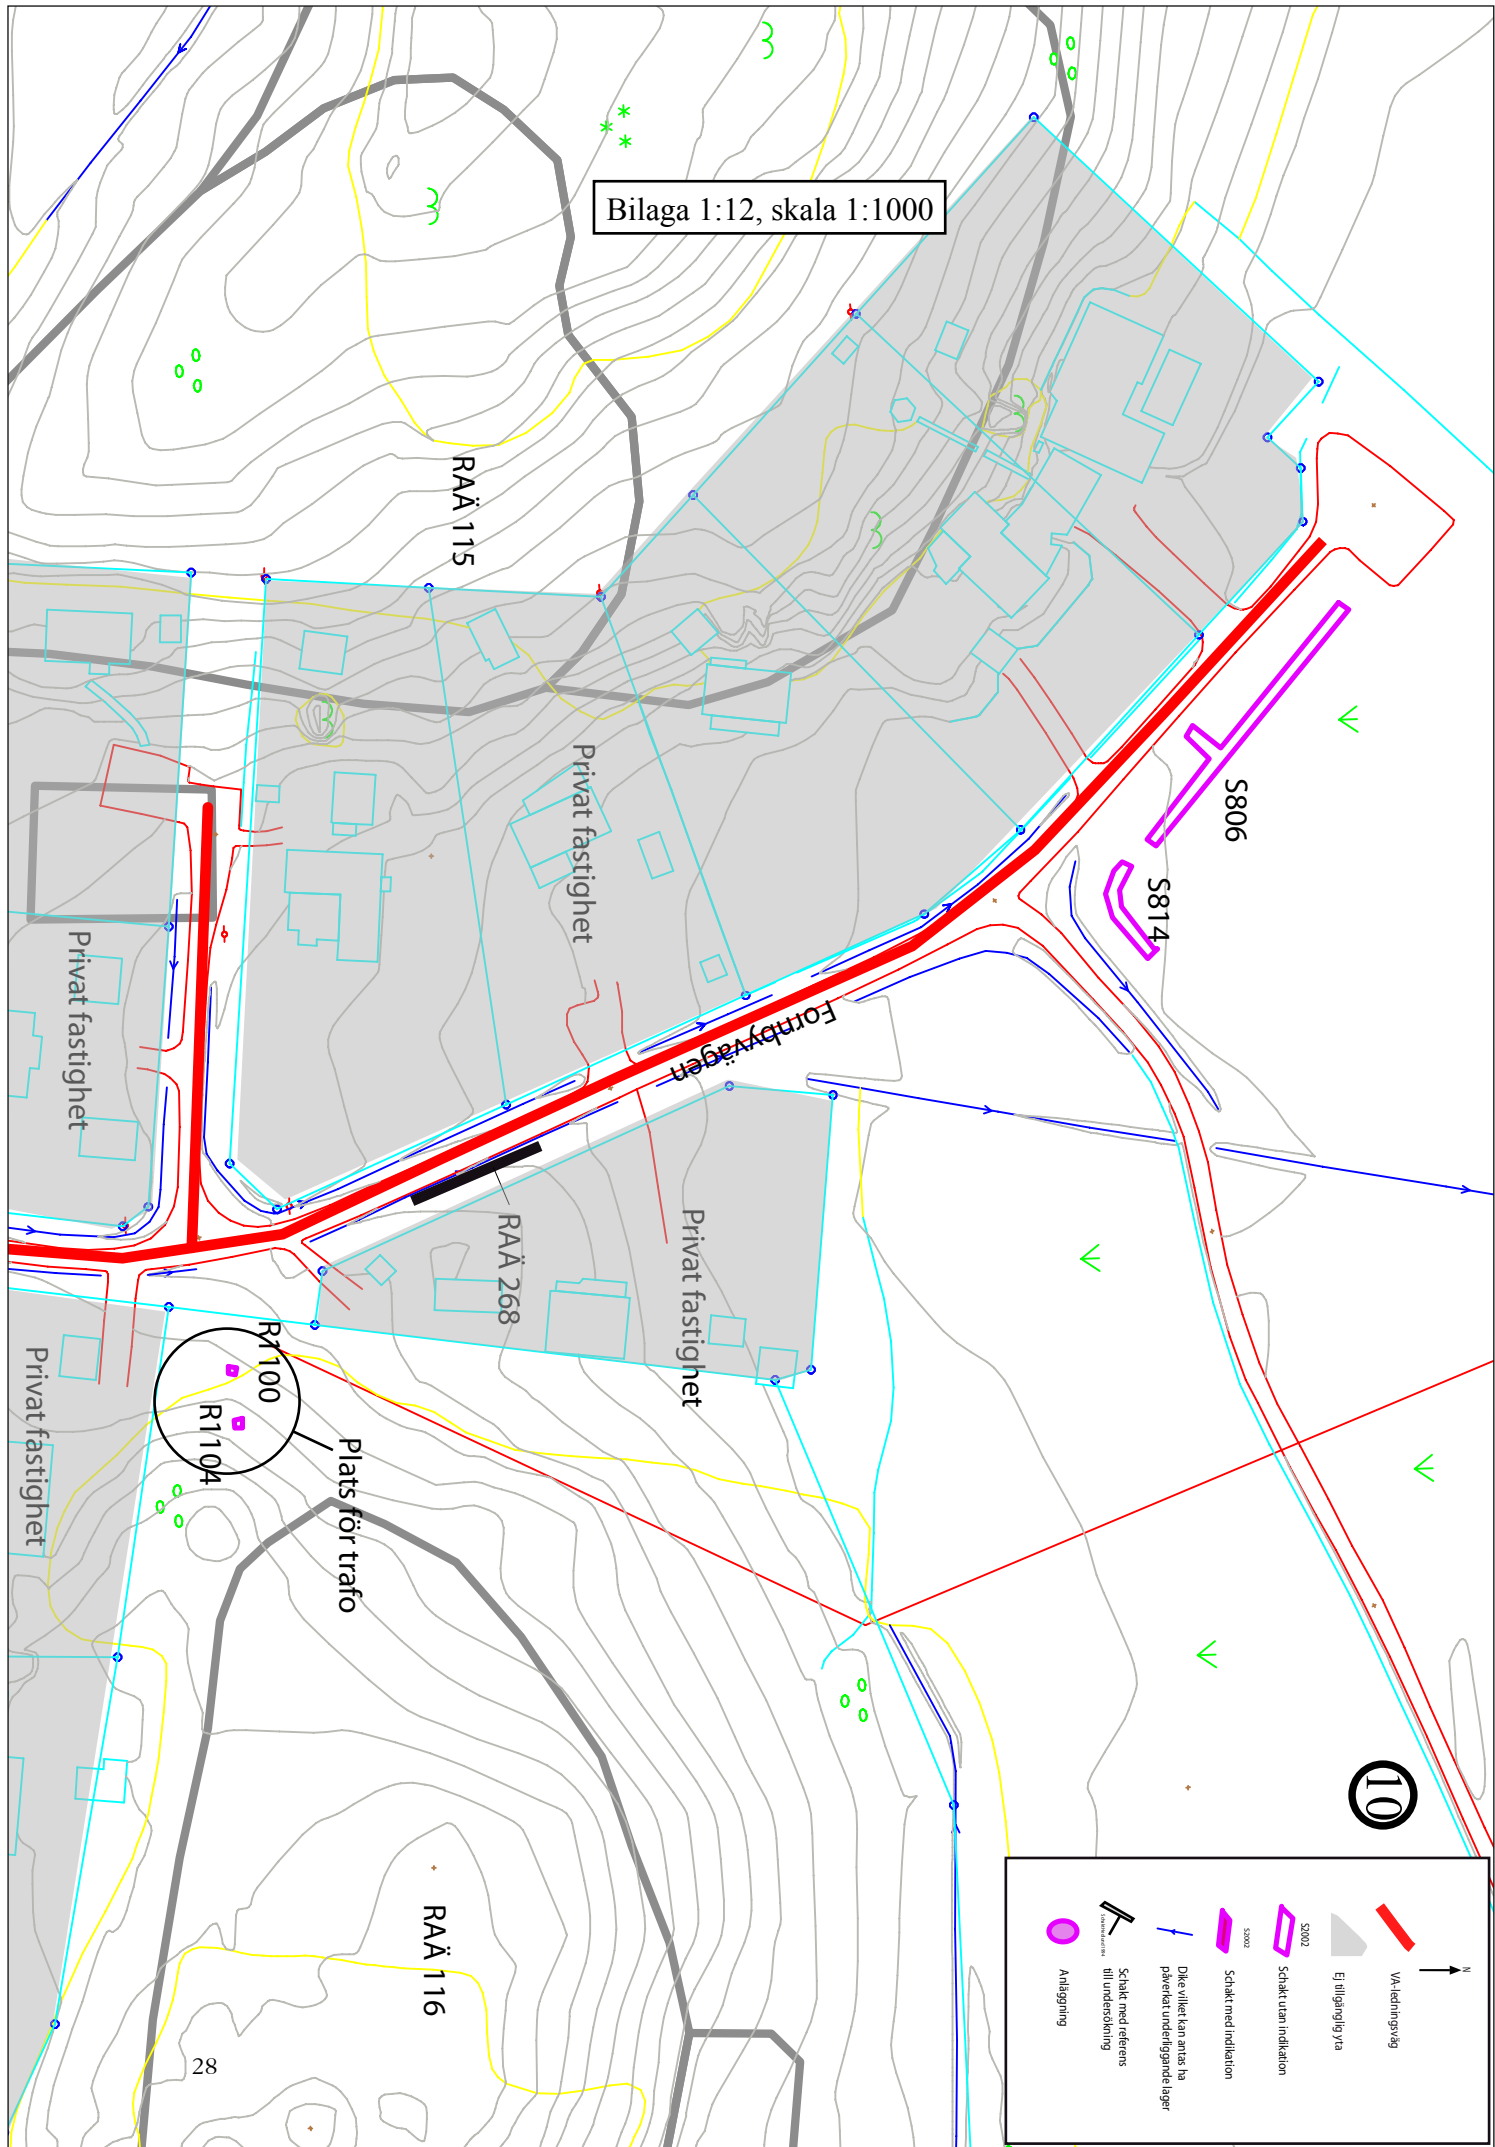 Bilaga 1:12, skala 1:1000
RAÄ 115
S806
S814
Privat fastighet
Fornbyvägen
Privat fastighet
RAÄ 268
Privat fastighet
Privat fastighet
R1100
R1104
Plats för trafo
RAÄ 116
10
N
VA-ledningsväg
Ej tillgänglig yta
S2002
Schakt utan indikation
S2002
Schakt med indikation
Dike vilket kan antas ha
påverkat underliggande lager
Schakt med referens
till undersökning
Anläggning
28